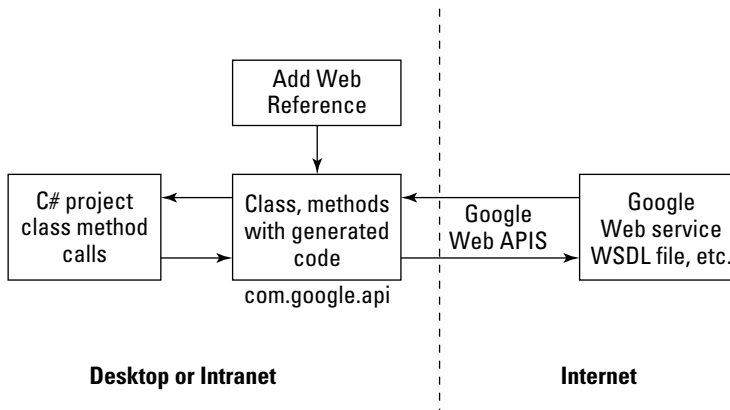 Add Web
Reference
C# project
class method
calls
Class, methods
with generated
code
com.google.api
Google
Web APIS
Google
Web service
WSDL file, etc.
Desktop or Intranet
Internet